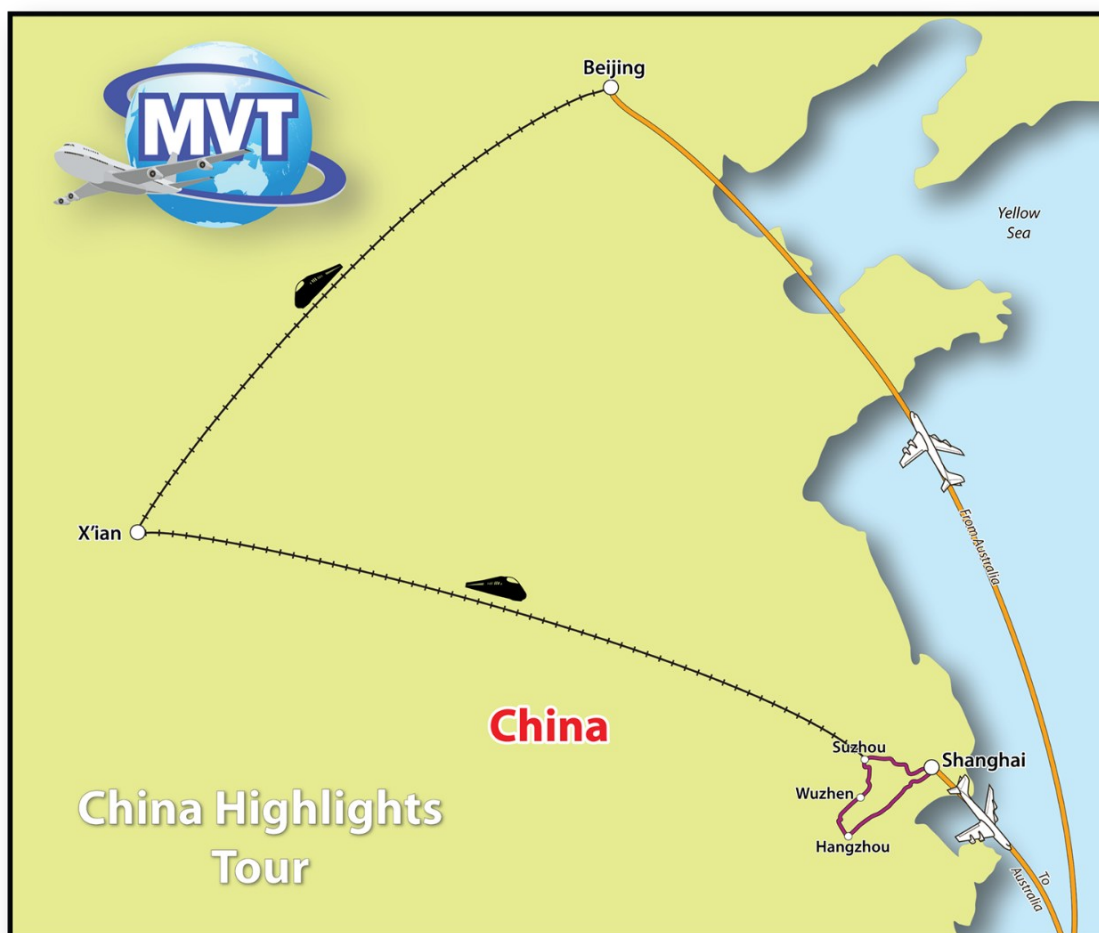 MVT
Beijing
Yellow
Sea
From Australia
X'ian
China
Suzhou
Shanghai
Wuzhen
Hangzhou
China Highlights
Tour
To
Australia